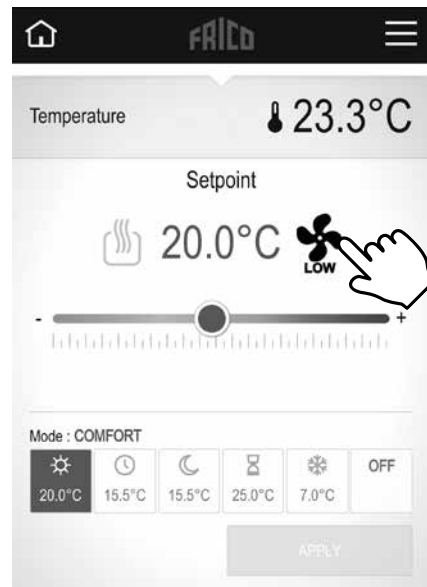 FRICO
Temperature 23.3°C
Setpoint
20.0°C
LOW
- +
Mode : COMFORT
20.0°C 15.5°C 15.5°C 25.0°C 7.0°C OFF
APPLY